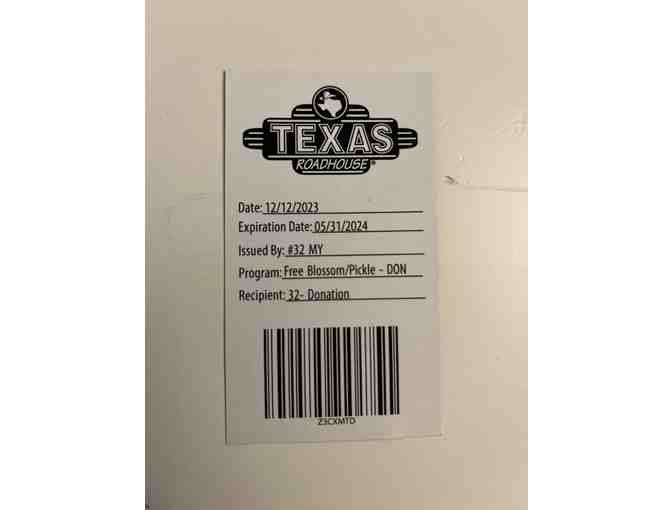 TEXAS
ROADHOUSE®
Date: 12/12/2023
Expiration Date: 05/31/2024
Issued By: #32 MY
Program: Free Blossom/Pickle - DON
Recipient: 32- Donation
Z3CXMTD